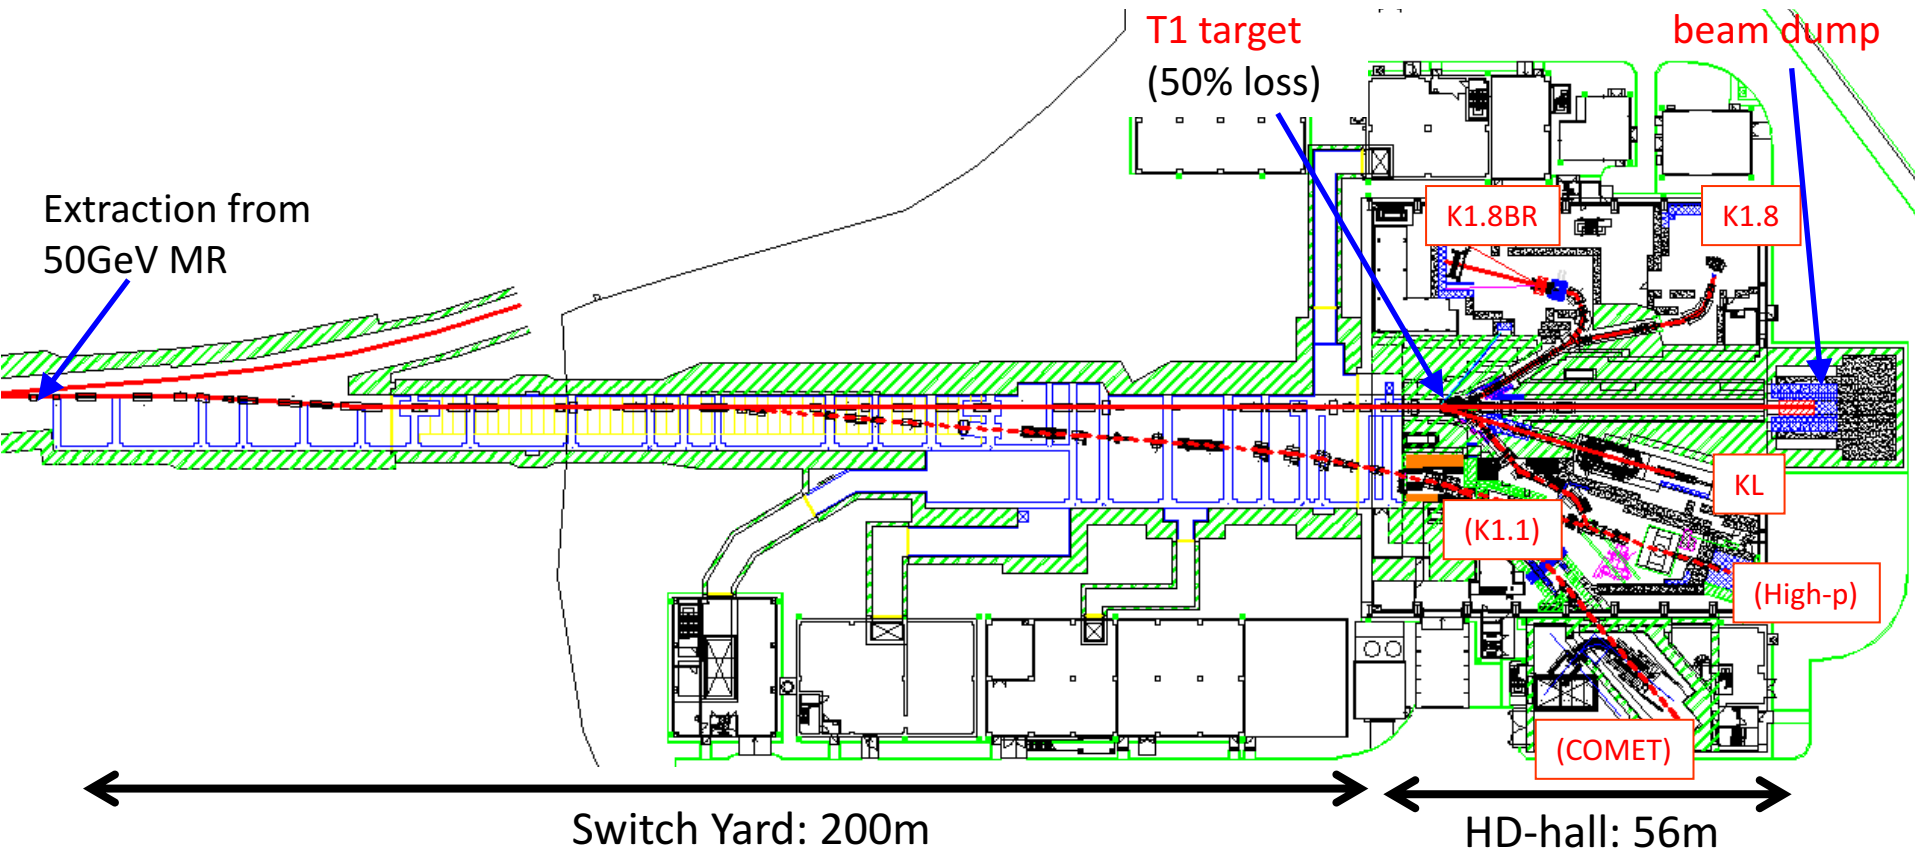 T1 target
(50% loss)
beam dump
Extraction from
50GeV MR
K1.8BR
K1.8
KL
(K1.1)
(High-p)
(COMET)
Switch Yard: 200m
HD-hall: 56m